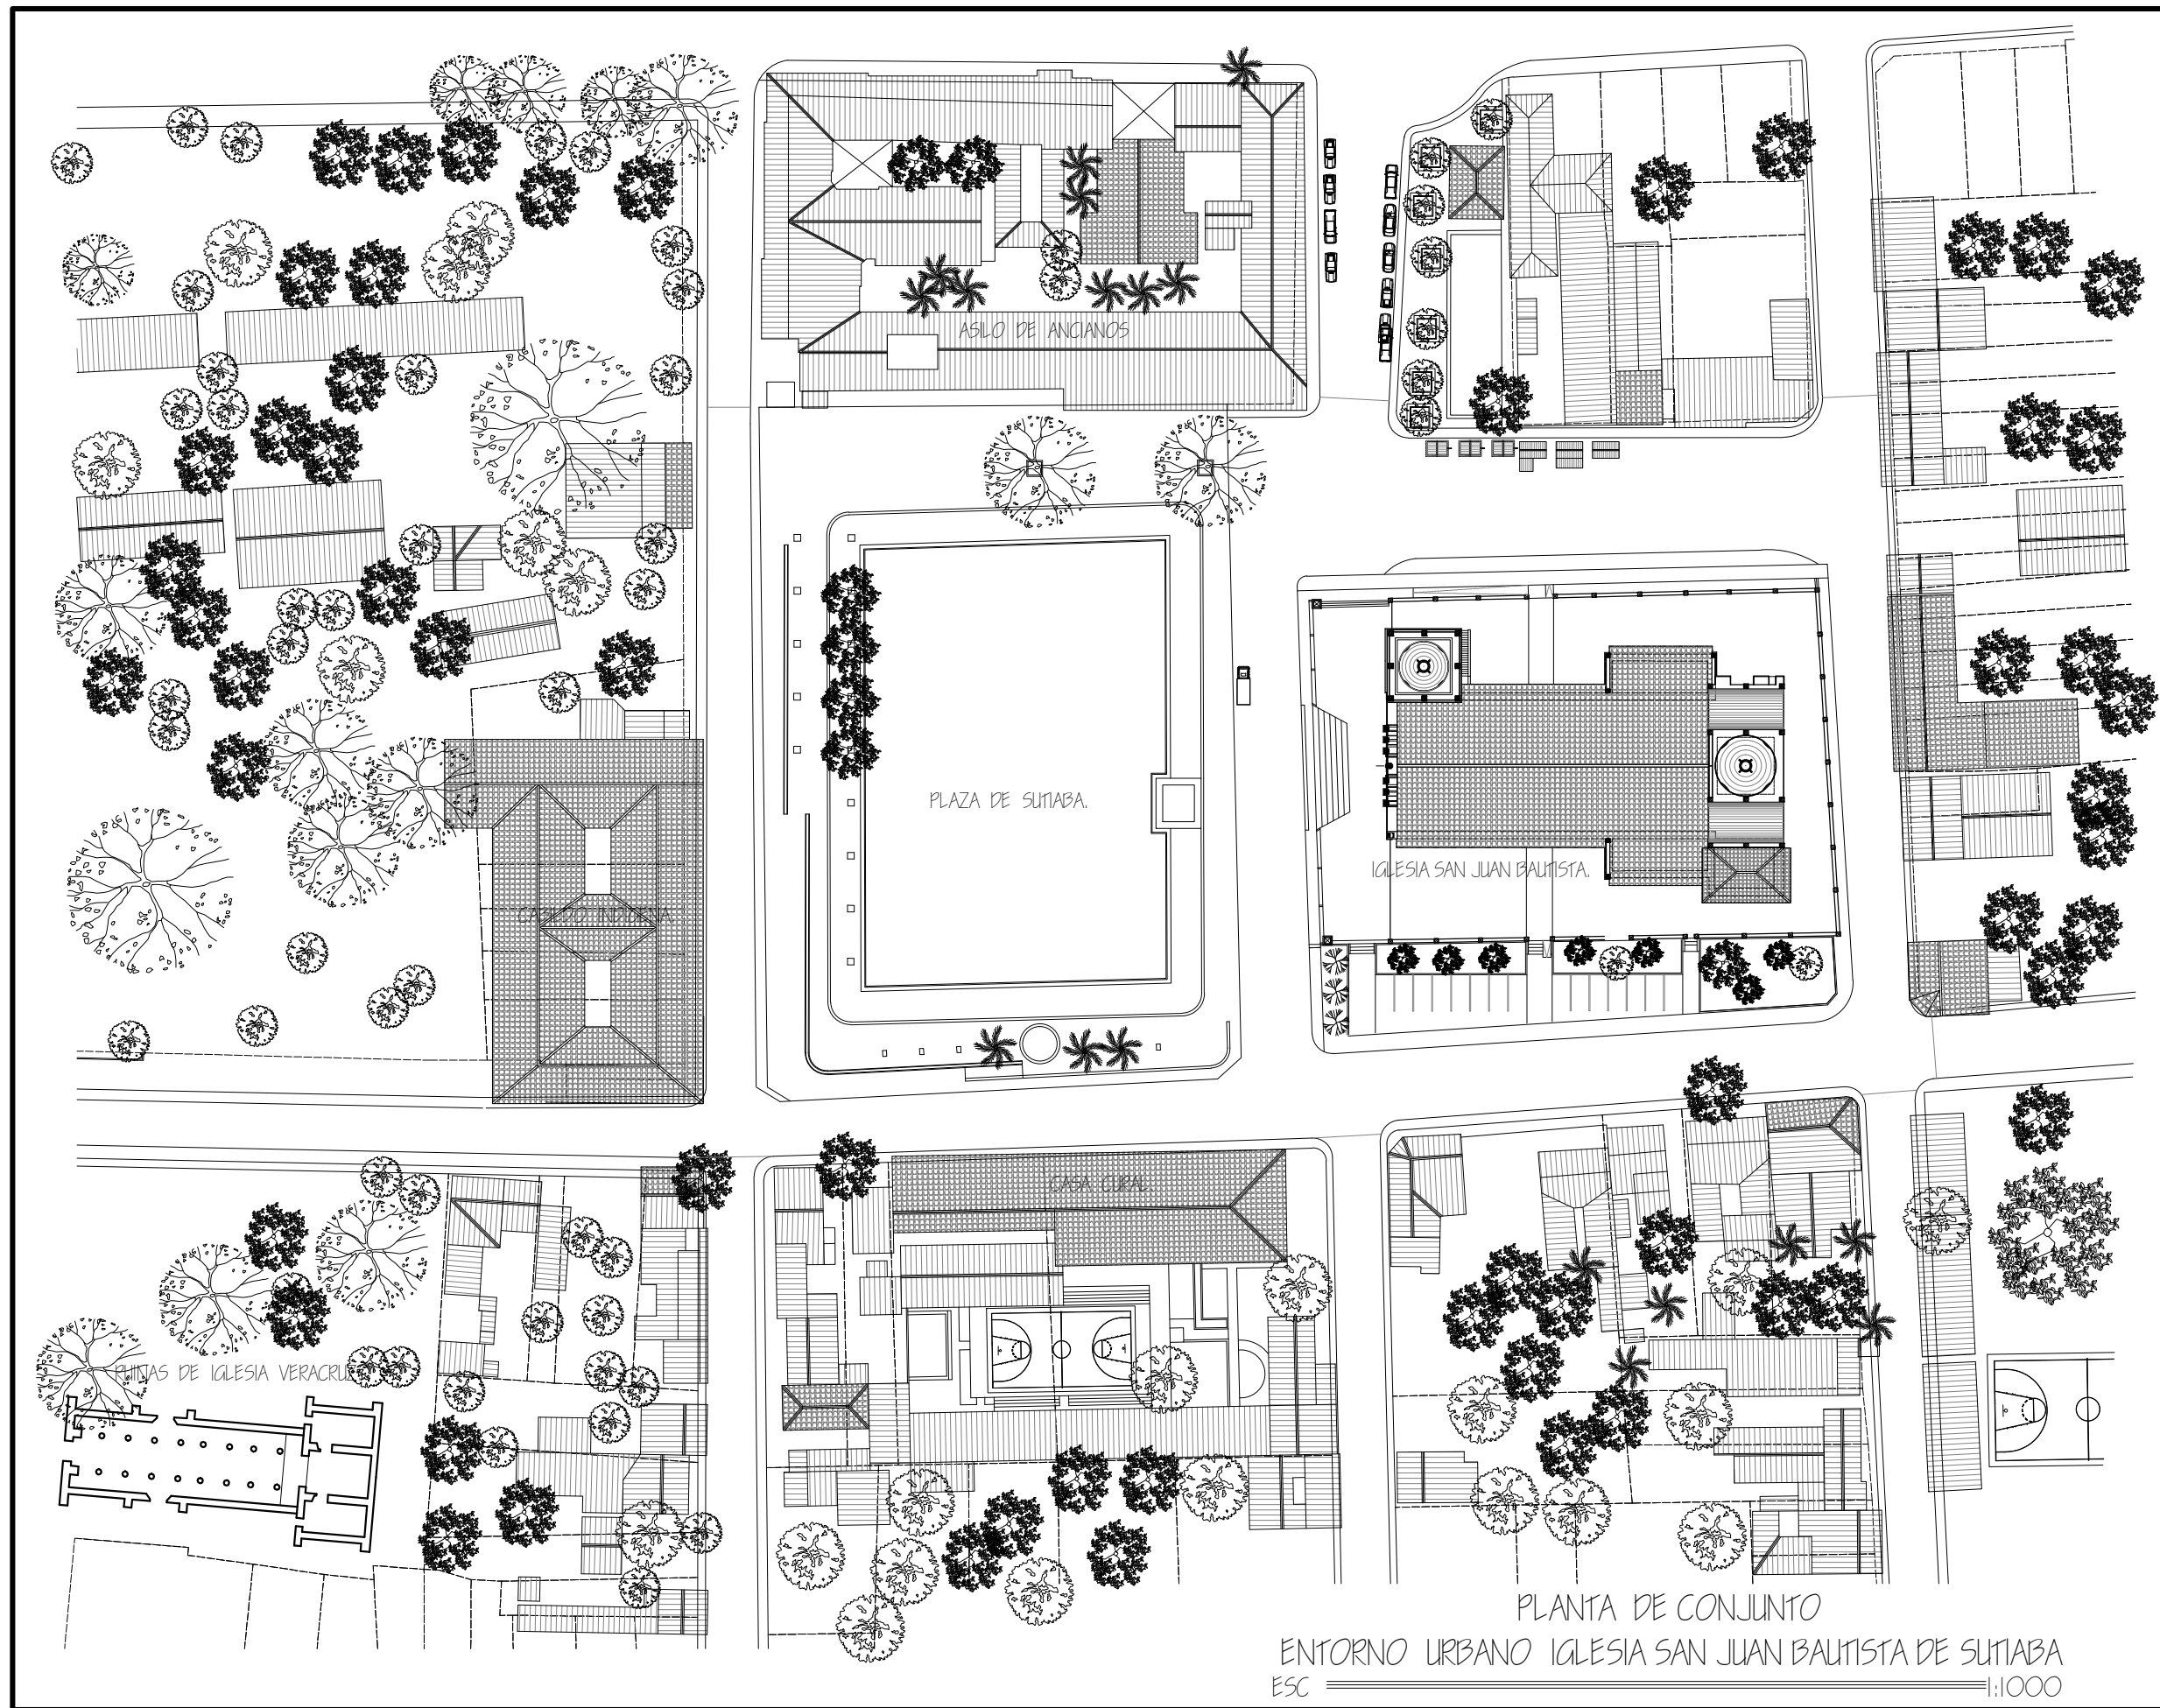 ASILO DE ANCIANOS
PLAZA DE SUTIABA.
IGLESIA SAN JUAN BAUTISTA.
CABILDO INDIGENA
CASA CURAL.
RUINAS DE IGLESIA VERACRUZ
PLANTA DE CONJUNTO
ENTORNO URBANO IGLESIA SAN JUAN BAUTISTA DE SUTIABA
ESC 1:1000